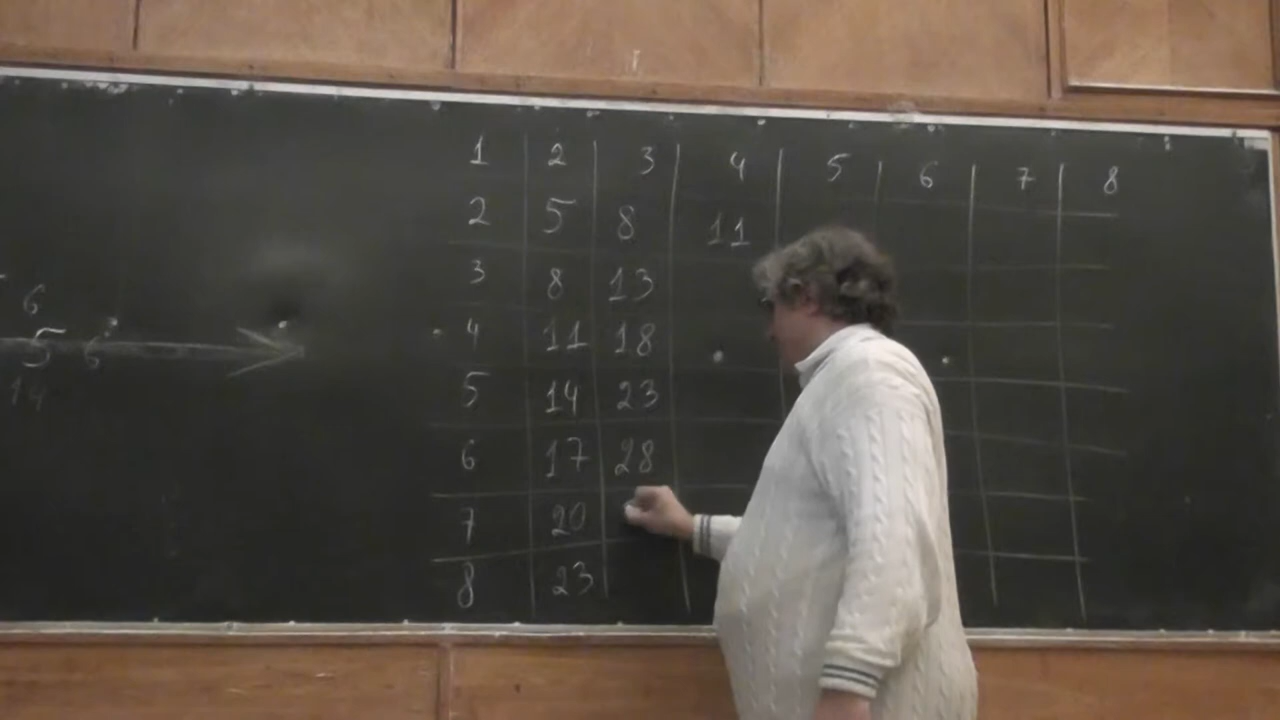 1 2 3 4 5 6 7 8
2 5 8 11
3 8 13
4 11 18
5 14 23
6 17 28
7 20
8 23
6
5 6
14